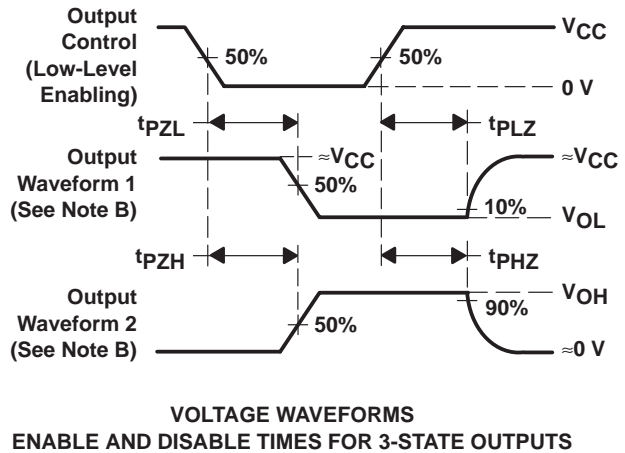 Output
Control
(Low-Level
Enabling)
50%
50%
VCC
0 V
tPZL
tPLZ
Output
Waveform 1
(See Note B)
≈VCC
50%
≈VCC
10%
VOL
tPZH
tPHZ
Output
Waveform 2
(See Note B)
50%
VOH
90%
≈0 V
VOLTAGE WAVEFORMS
ENABLE AND DISABLE TIMES FOR 3-STATE OUTPUTS